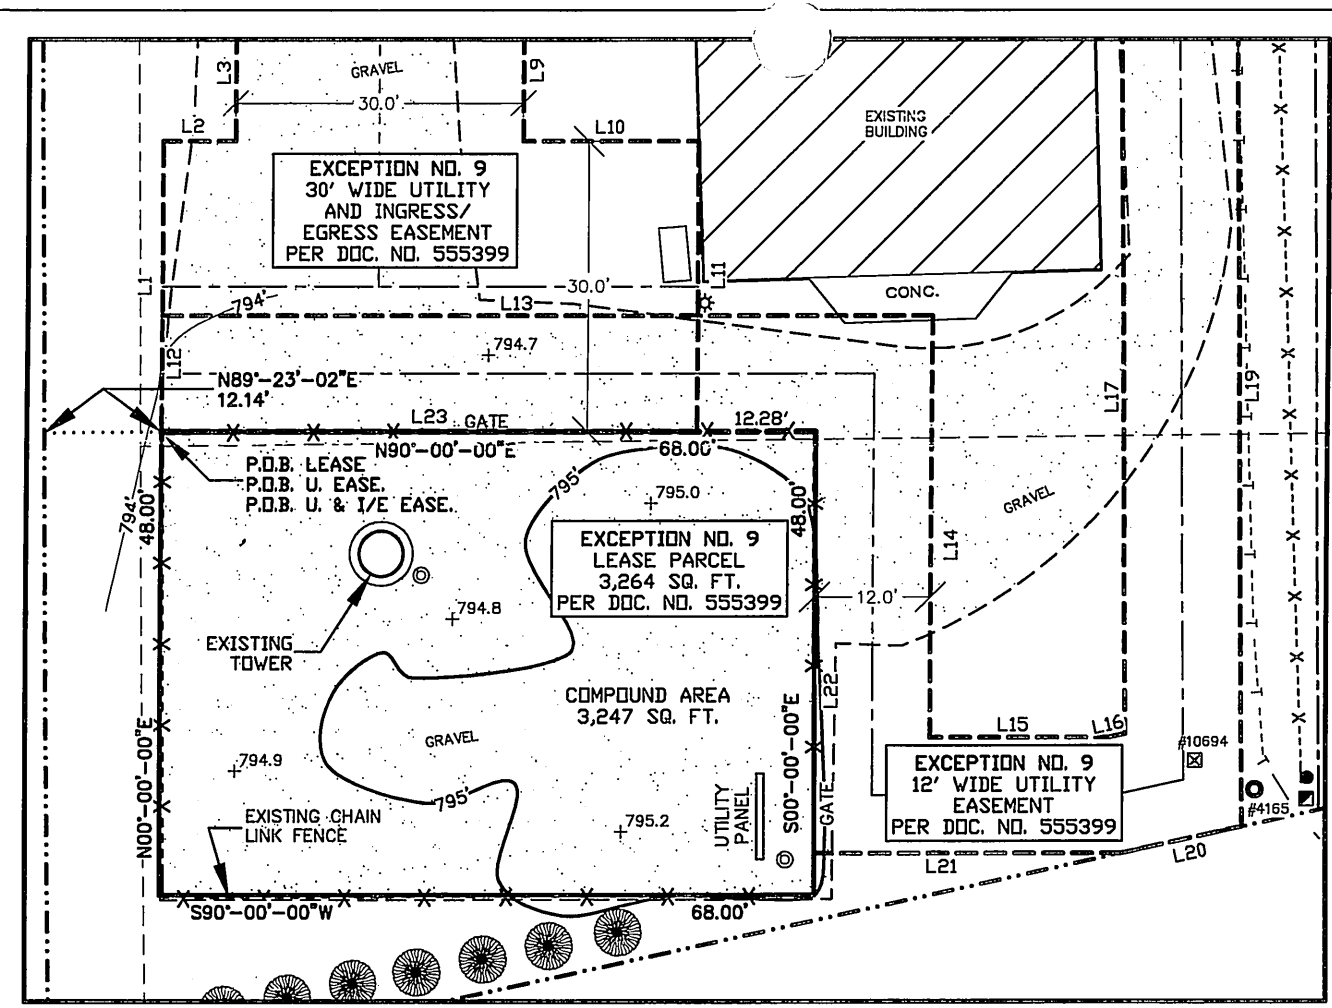 L3
GRAVEL
L9
30.0'
L2
L10
EXISTING
BUILDING
EXCEPTION NO. 9
30' WIDE UTILITY
AND INGRESS/
EGRESS EASEMENT
PER DOC. NO. 555399
L1
794'
L13
30.0'
L11
CONC.
L12
794.7
N89°-23'-02"E
12.14'
L17
L19
L23
GATE
12.28'
N90°-00'-00"E
68.00'
P.O.B. LEASE
P.O.B. U. EASE.
P.O.B. U. & I/E EASE.
795'
795.0
794'
48.00'
48.00'
GRAVEL
EXCEPTION NO. 9
LEASE PARCEL
3,264 SQ. FT.
PER DOC. NO. 555399
L14
12.0'
794.8
EXISTING
TOWER
COMPOUND AREA
3,247 SQ. FT.
L22
GRAVEL
L15
L16
#10694
794.9
N00°-00'-00"E
S00°-00'-00"E
EXCEPTION NO. 9
12' WIDE UTILITY
EASEMENT
PER DOC. NO. 555399
795'
EXISTING CHAIN
LINK FENCE
795.2
UTILITY
PANEL
GATE
#4165
L20
L21
S90°-00'-00"W
68.00'